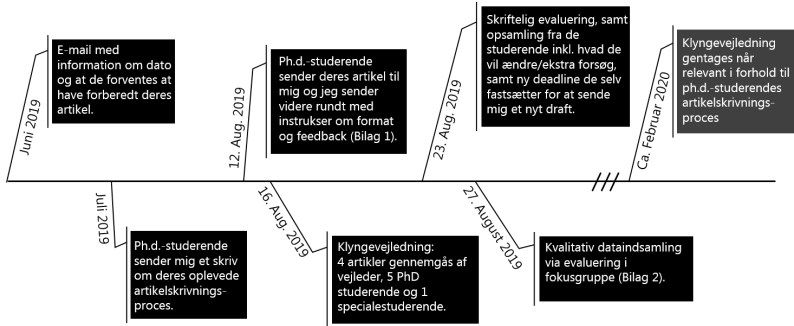 Juni 2019
E-mail med
information om dato
og at de forventes at
have forberedt deres
artikel.
Juli 2019
Ph.d.-studerende
sender mig et skriv
om deres oplevede
artikelskrivnings-
proces.
12. Aug. 2019
Ph.d.-studerende
sender deres artikel til
mig og jeg sender
videre rundt med
instrukser om format
og feedback (Bilag 1).
16. Aug. 2019
Klyngevejledning:
4 artikler gennemgås af
vejleder, 5 PhD
studerende og 1
specialestuderende.
23. Aug. 2019
Skriftelig evaluering, samt
opsamling fra de
studerende inkl. hvad de
vil ændre/ekstra forsøg,
samt ny deadline de selv
fastsætter for at sende
mig et nyt draft.
27. August 2019
Kvalitativ dataindsamling
via evaluering i
fokusgruppe (Bilag 2).
Ca. Februar 2020
Klyngevejledning
gentages når
relevant i forhold til
ph.d.-studerendes
artikelskrivnings-
proces